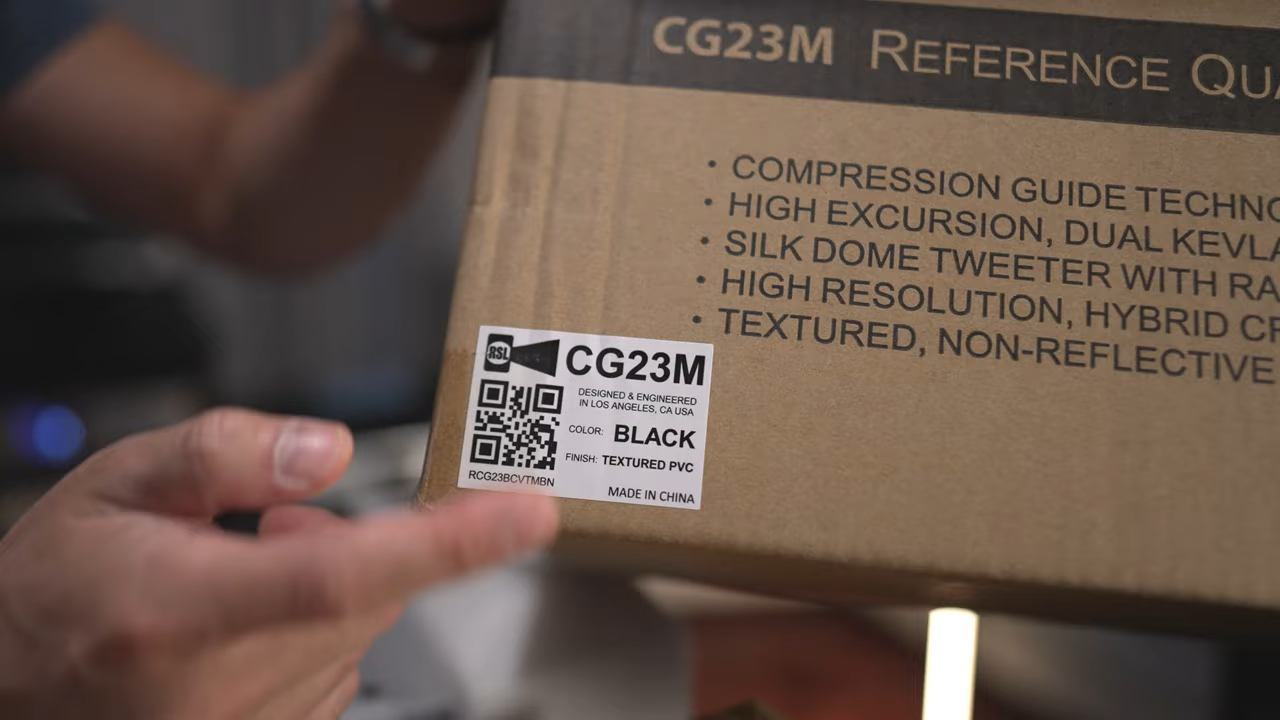 CG23M REFERENCE QUA
• COMPRESSION GUIDE TECHNO
• HIGH EXCURSION, DUAL KEVLA
• SILK DOME TWEETER WITH RA
• HIGH RESOLUTION, HYBRID CR
• TEXTURED, NON-REFLECTIVE
RSL CG23M
DESIGNED & ENGINEERED
IN LOS ANGELES, CA USA
COLOR: BLACK
FINISH: TEXTURED PVC
RCG23BCVTMBN
MADE IN CHINA